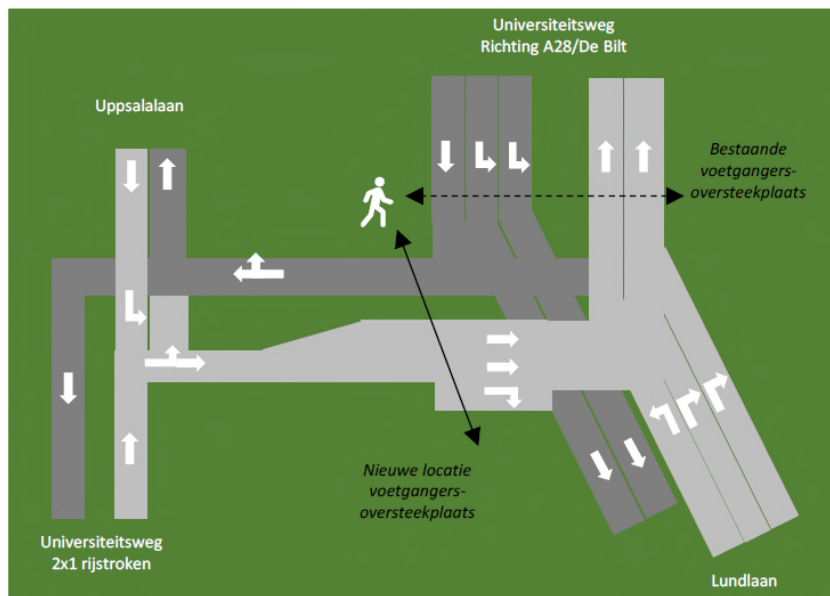 Universiteitsweg
Richting A28/De Bilt
Uppsalalaan
Bestaande
voetgangers-
oversteekplaats
Nieuwe locatie
voetgangers-
oversteekplaats
Universiteitsweg
2x1 rijstroken
Lundlaan